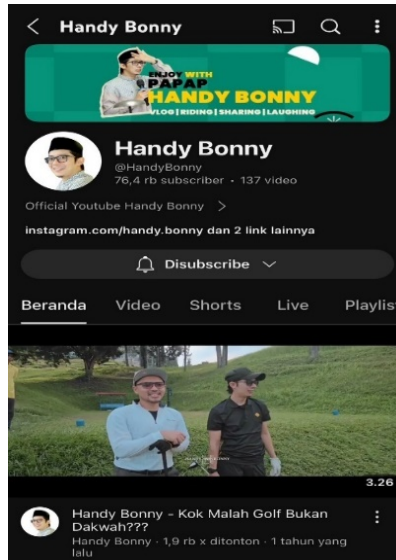 Handy Bonny
ENJOY WITH
PAPAP
HANDY BONNY
VLOG|RIDING|SHARING|LAUGHING
Handy Bonny
@HandyBonny
76,4 rb subscriber · 137 video
Official Youtube Handy Bonny >
instagram.com/handy.bonny dan 2 link lainnya
Disubscribe
Beranda Video Shorts Live Playlis
3.26
Handy Bonny - Kok Malah Golf Bukan
Dakwah???
Handy Bonny · 1,9 rb x ditonton · 1 tahun yang
lalu